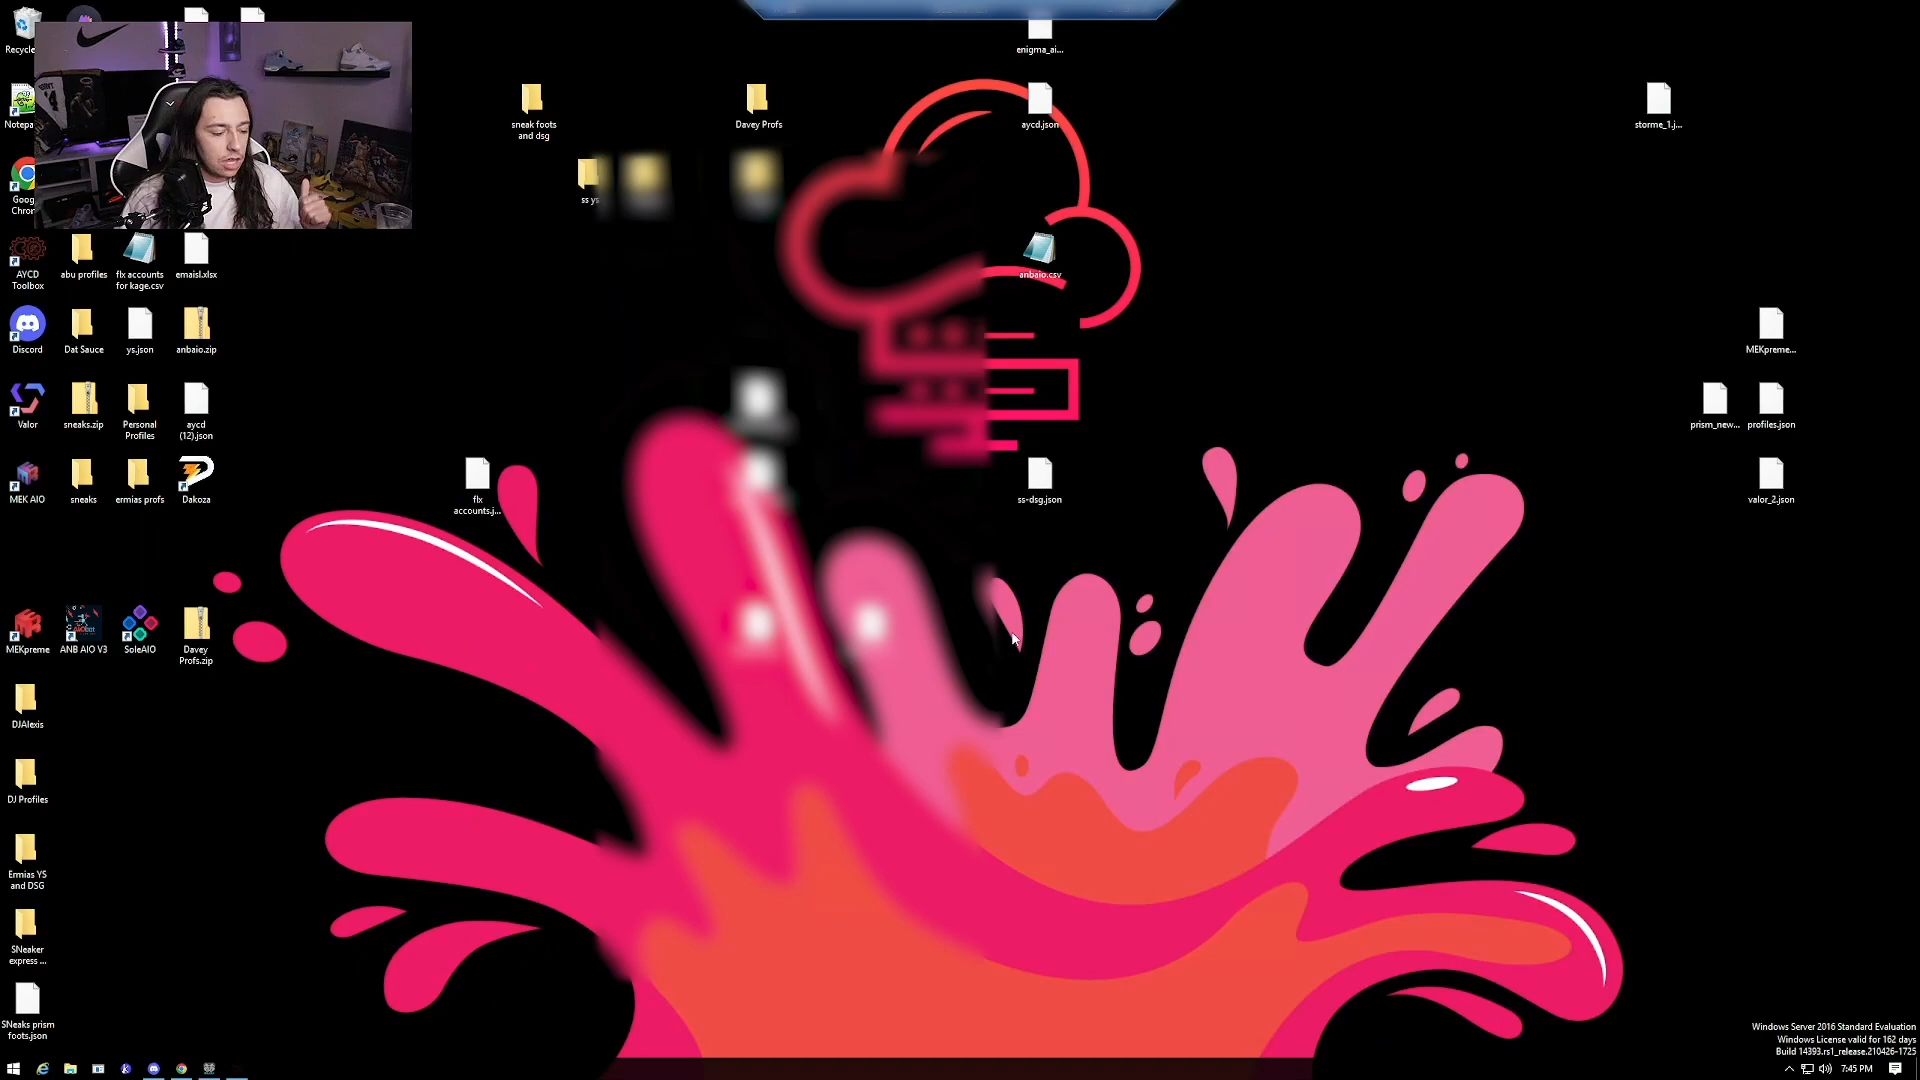 Recycle
enigma_ai...
Notepa
sneak foots
and dsg
Davey Profs
aycd.json
storme_1.j...
Goog
Chro
ss ys
AYCD
Toolbox
abu profiles
flx accounts
for kage.csv
emaisl.xlsx
anbaio.csv
Discord
Dat Sauce
ys.json
anbaio.zip
MEKpreme...
Valor
sneaks.zip
Personal
Profiles
aycd
(12).json
prism_new...
profiles.json
MEK AIO
sneaks
ermias profs
Dakoza
flx
accounts.j...
ss-dsg.json
valor_2.json
MEKpreme
ANB AIO V3
SoleAIO
Davey
Profs.zip
DJAlexis
DJ Profiles
Ermias YS
and DSG
SNeaker
express ...
SNeaks prism
foots.json
Windows Server 2016 Standard Evaluation
Windows License valid for 162 days
Build 14393.rs1_release.210426-1725
7:45 PM